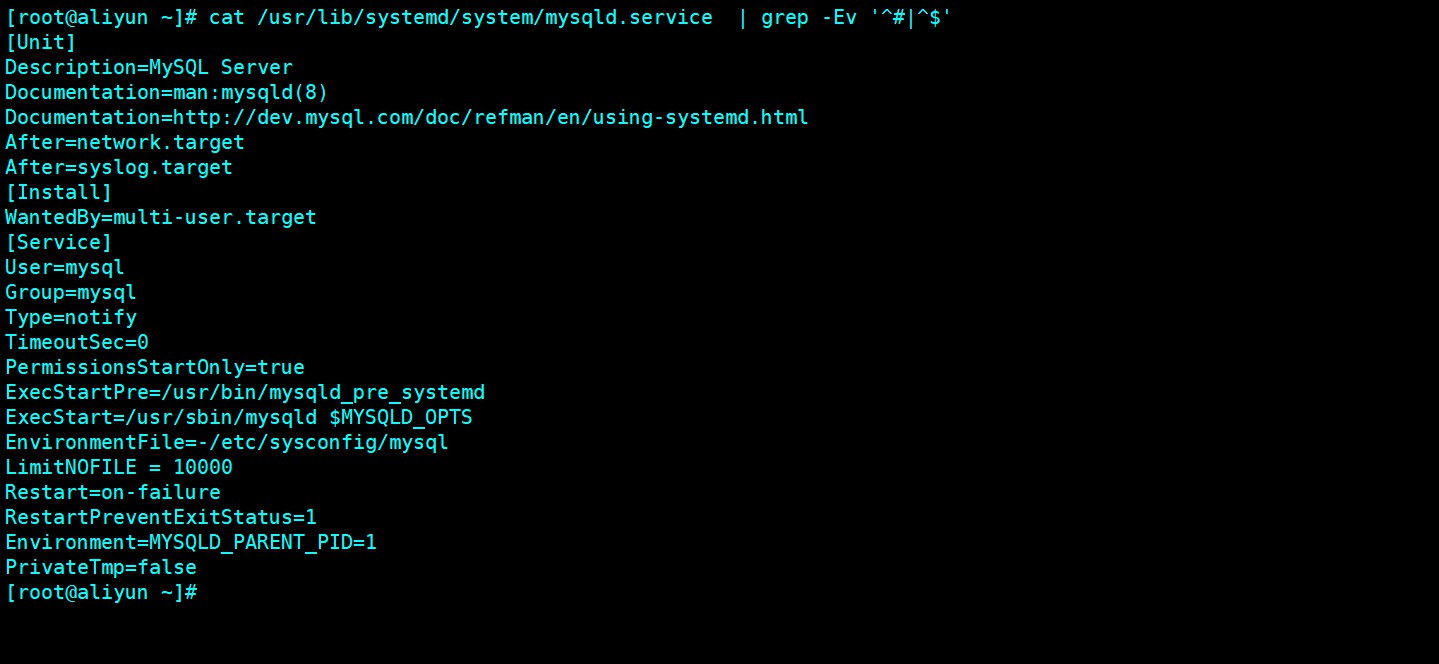 [root@aliyun ~]# cat /usr/lib/systemd/system/mysqld.service  | grep -Ev '^#|^$'
[Unit]
Description=MySQL Server
Documentation=man:mysqld(8)
Documentation=http://dev.mysql.com/doc/refman/en/using-systemd.html
After=network.target
After=syslog.target
[Install]
WantedBy=multi-user.target
[Service]
User=mysql
Group=mysql
Type=notify
TimeoutSec=0
PermissionsStartOnly=true
ExecStartPre=/usr/bin/mysqld_pre_systemd
ExecStart=/usr/sbin/mysqld $MYSQLD_OPTS
EnvironmentFile=-/etc/sysconfig/mysql
LimitNOFILE = 10000
Restart=on-failure
RestartPreventExitStatus=1
Environment=MYSQLD_PARENT_PID=1
PrivateTmp=false
[root@aliyun ~]#